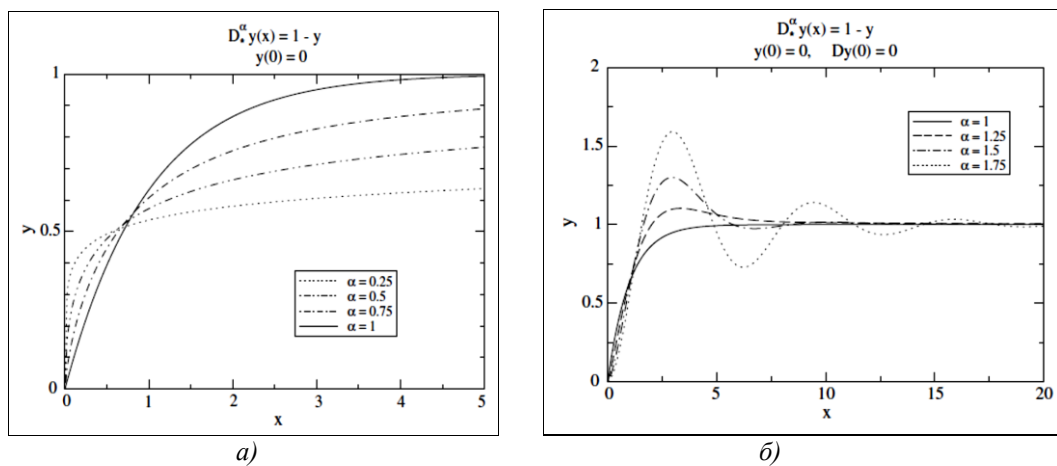 D*^α y(x) = 1 - y
y(0) = 0
1
0.5
0
y
α = 0.25
α = 0.5
α = 0.75
α = 1
0 1 2 3 4 5
x
а)
D*^α y(x) = 1 - y
y(0) = 0, Dy(0) = 0
2
1.5
1
0.5
0
y
α = 1
α = 1.25
α = 1.5
α = 1.75
0 5 10 15 20
x
б)